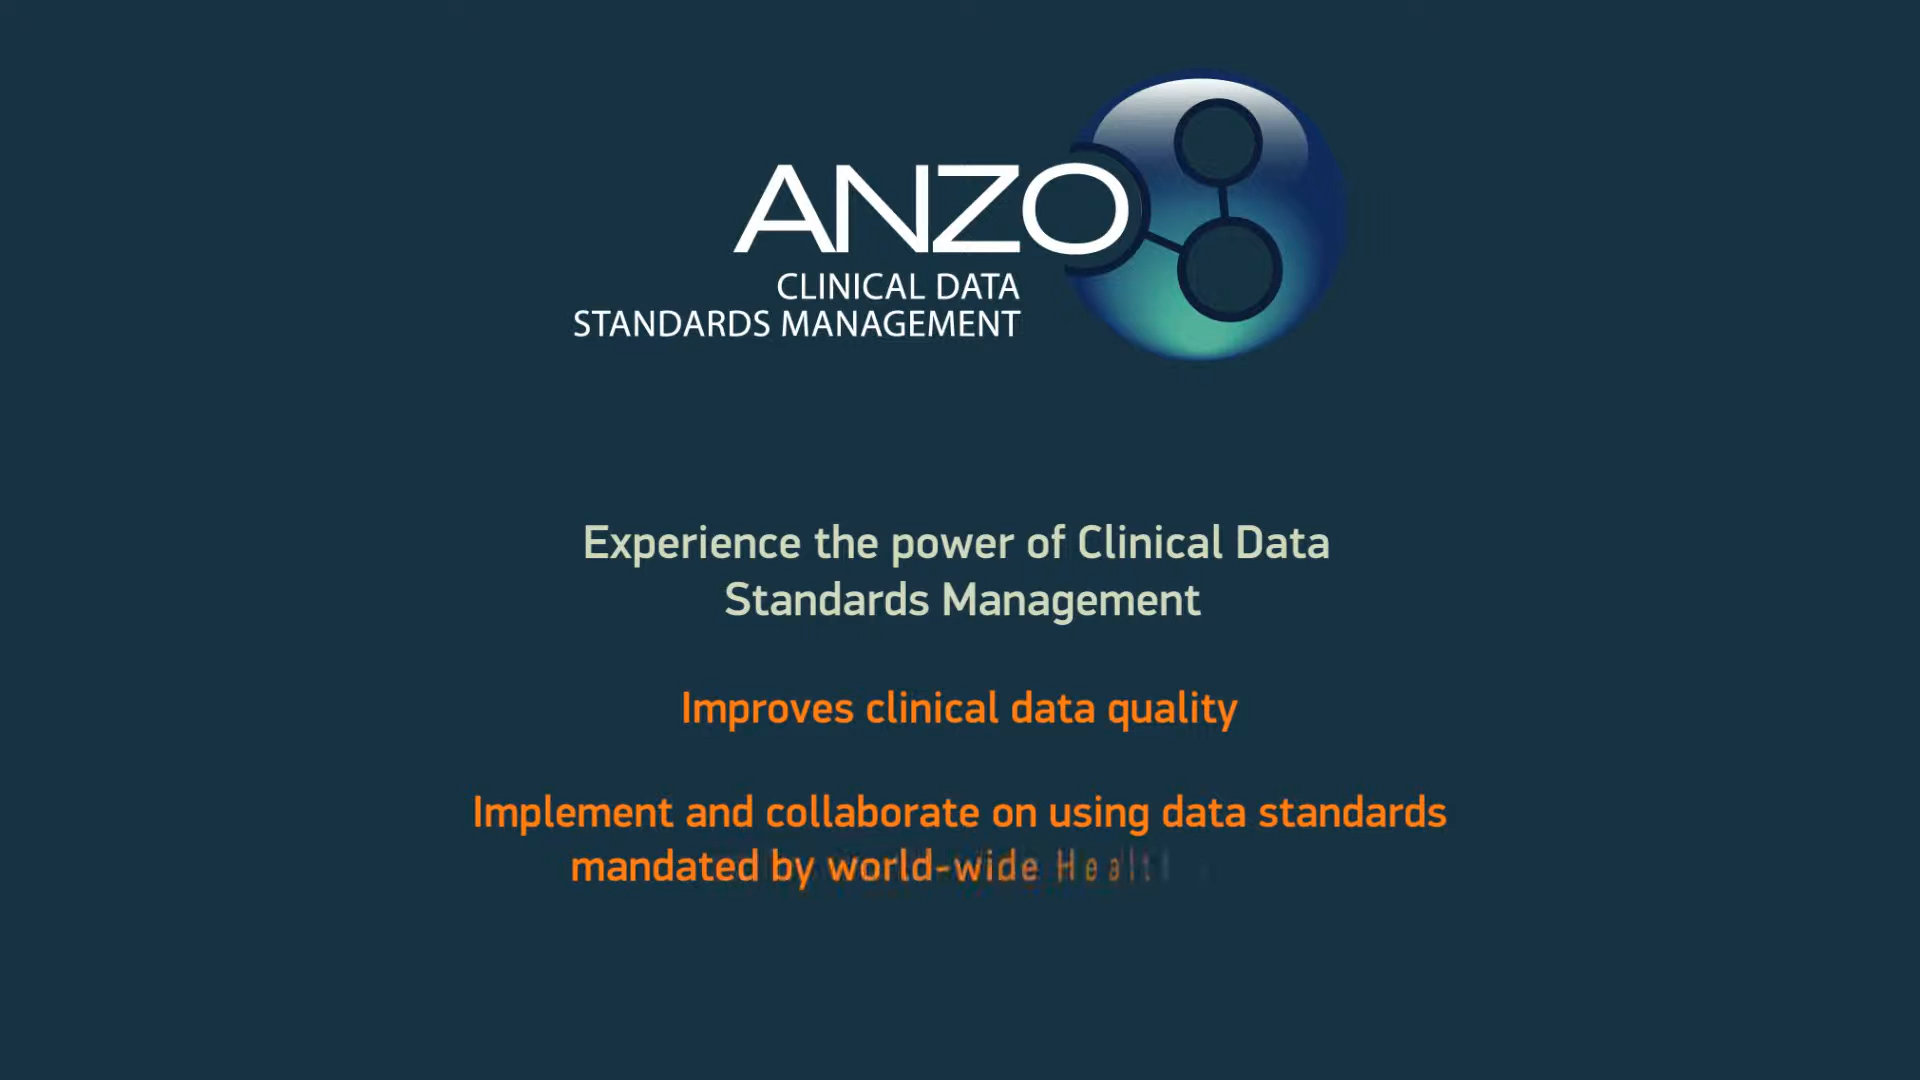 ANZO
CLINICAL DATA
STANDARDS MANAGEMENT
Experience the power of Clinical Data
Standards Management
Improves clinical data quality
Implement and collaborate on using data standards
mandated by world-wide